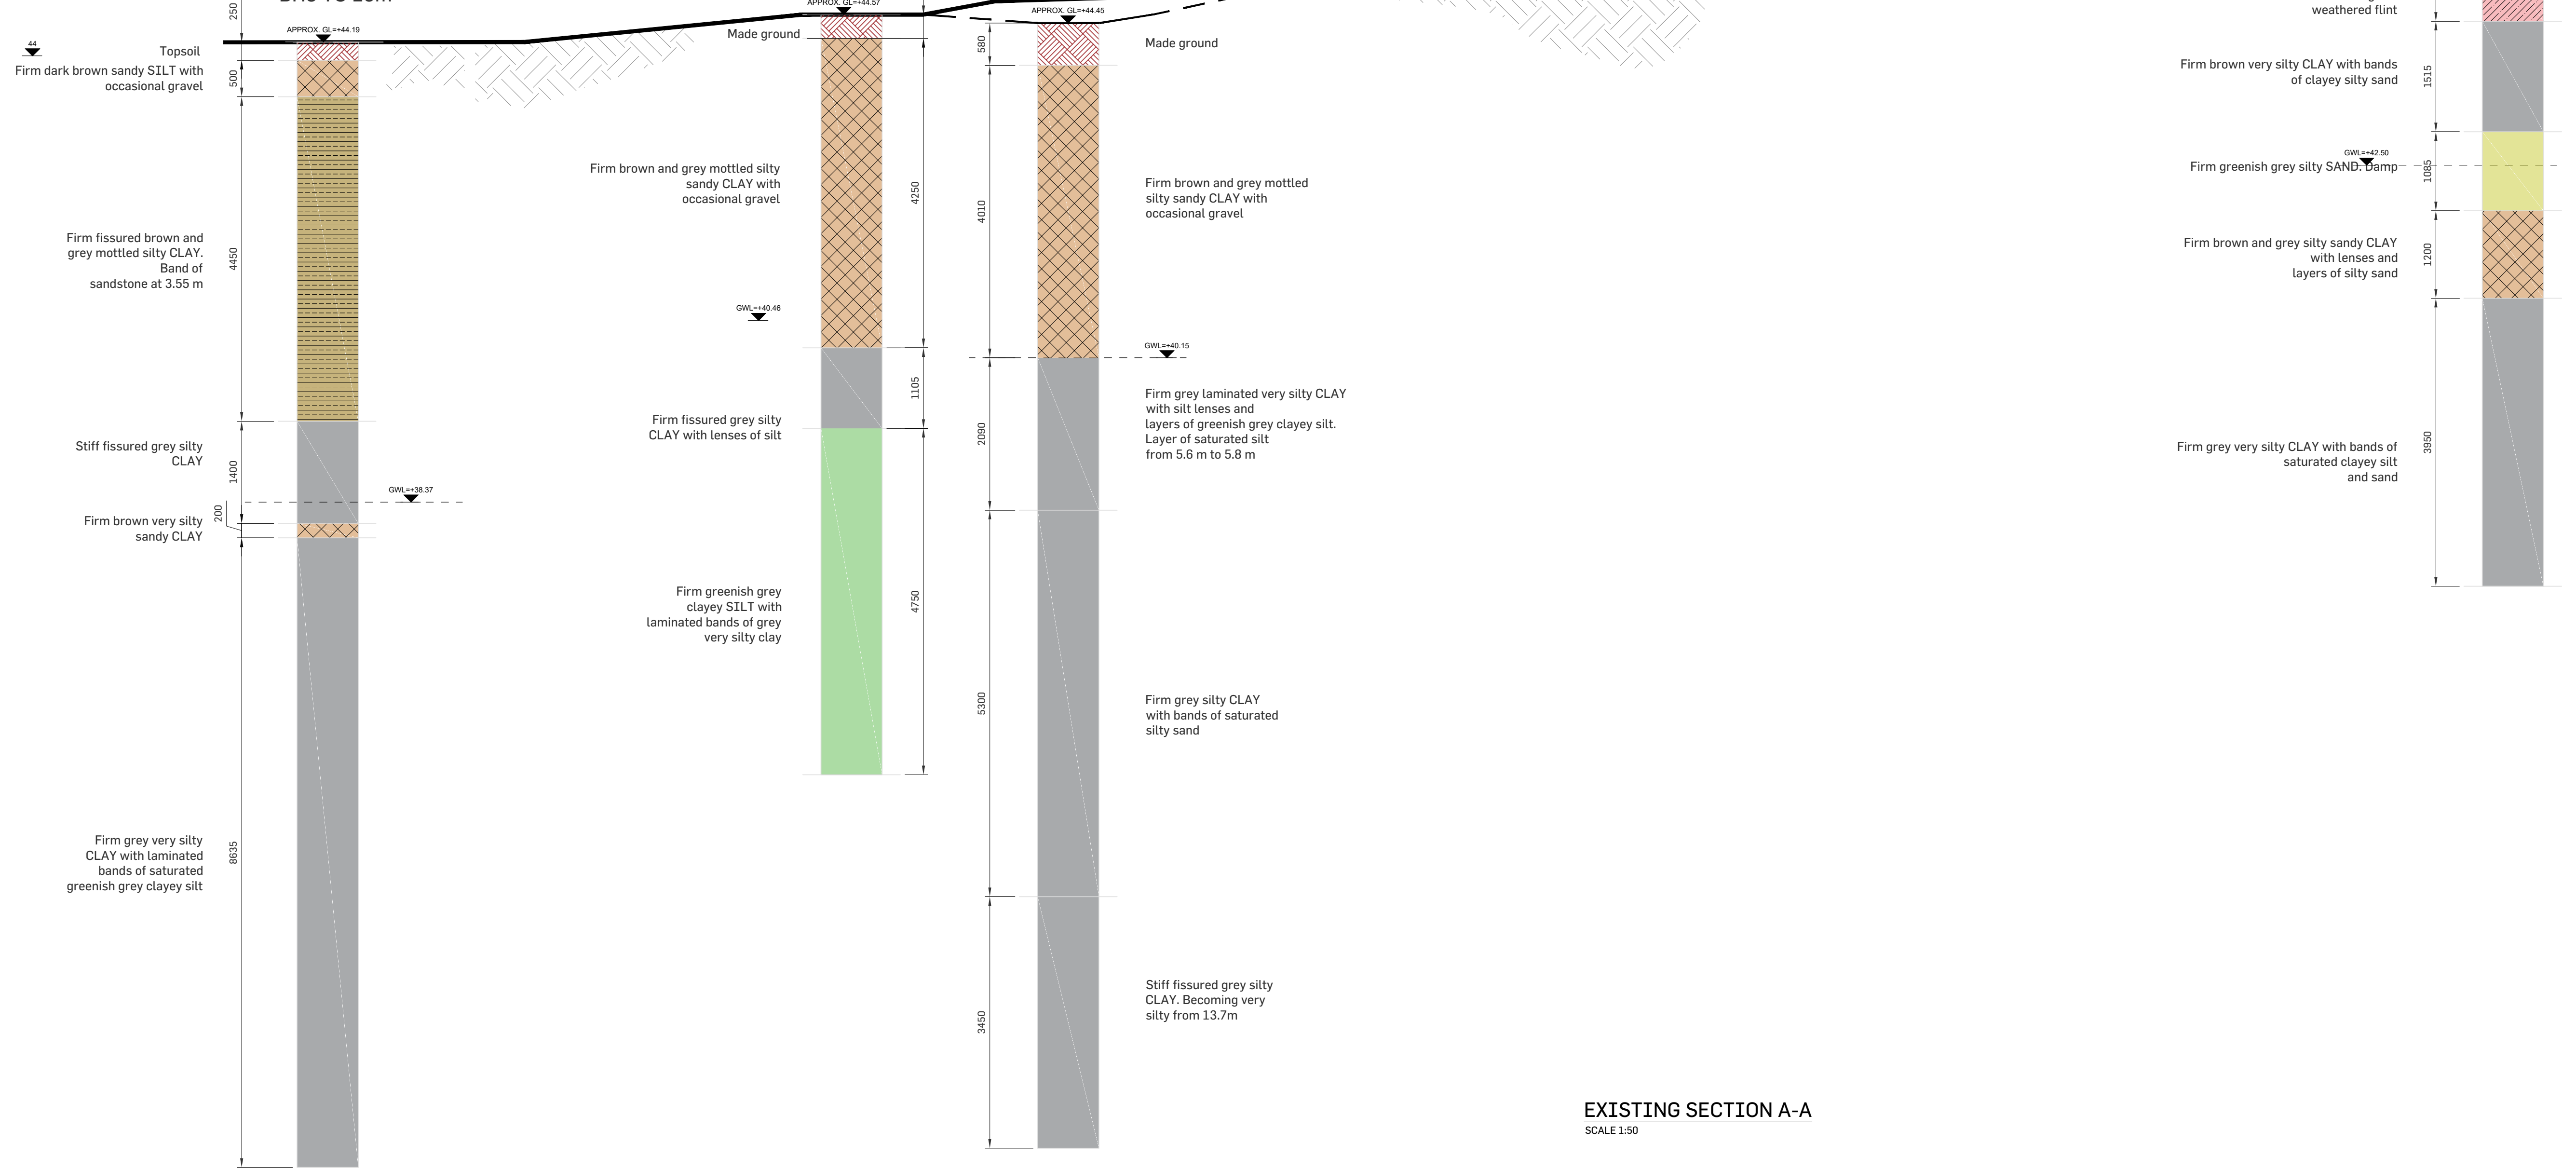 250
APPROX. GL=+44.19
44
Topsoil
Firm dark brown sandy SILT with
occasional gravel
500
Firm fissured brown and
grey mottled silty CLAY.
Band of
sandstone at 3.55 m
4450
Stiff fissured grey silty
CLAY
1400
GWL=+38.37
200
Firm brown very silty
sandy CLAY
Firm grey very silty
CLAY with laminated
bands of saturated
greenish grey clayey silt
8635
APPROX. GL=+44.57
Made ground
Firm brown and grey mottled silty
sandy CLAY with
occasional gravel
4250
GWL=+40.46
1105
Firm fissured grey silty
CLAY with lenses of silt
Firm greenish grey
clayey SILT with
laminated bands of grey
very silty clay
4750
APPROX. GL=+44.45
580
Made ground
4010
Firm brown and grey mottled
silty sandy CLAY with
occasional gravel
GWL=+40.15
2090
Firm grey laminated very silty CLAY
with silt lenses and
layers of greenish grey clayey silt.
Layer of saturated silt
from 5.6 m to 5.8 m
5300
Firm grey silty CLAY
with bands of saturated
silty sand
3450
Stiff fissured grey silty
CLAY. Becoming very
silty from 13.7m
weathered flint
Firm brown very silty CLAY with bands
of clayey silty sand
1515
GWL=+42.50
Firm greenish grey silty SAND. Damp
1085
Firm brown and grey silty sandy CLAY
with lenses and
layers of silty sand
1200
Firm grey very silty CLAY with bands of
saturated clayey silt
and sand
3950
EXISTING SECTION A-A
SCALE 1:50